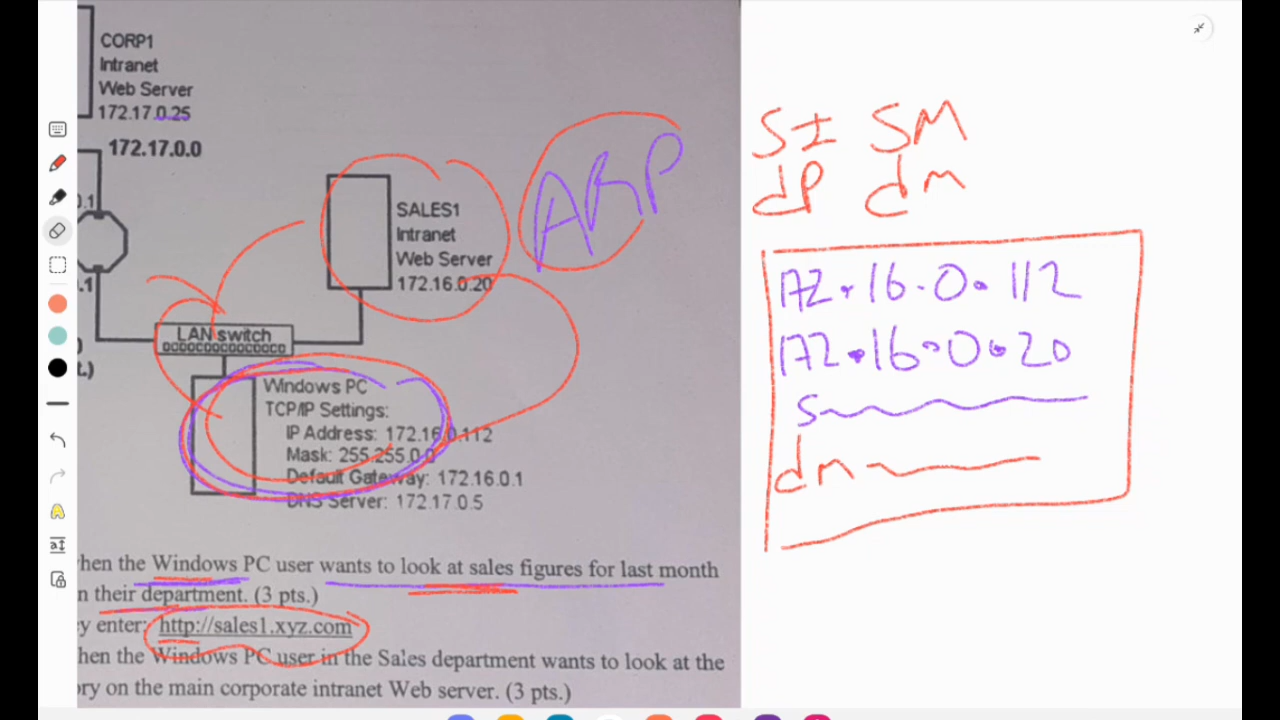 CORP1
Intranet
Web Server
172.17.0.25
172.17.0.0
0.1
.1
.)
LAN switch
SALES1
Intranet
Web Server
172.16.0.20
ARP
Windows PC
TCP/IP Settings:
IP Address: 172.16.0.112
Mask: 255.255.0.0
Default Gateway: 172.16.0.1
DNS Server: 172.17.0.5
hen the Windows PC user wants to look at sales figures for last month
n their department. (3 pts.)
ey enter: http://sales1.xyz.com
hen the Windows PC user in the Sales department wants to look at the
ory on the main corporate intranet Web server. (3 pts.)
SI SM
dP dm
172.16.0.112
172.16.0.20
S
dm